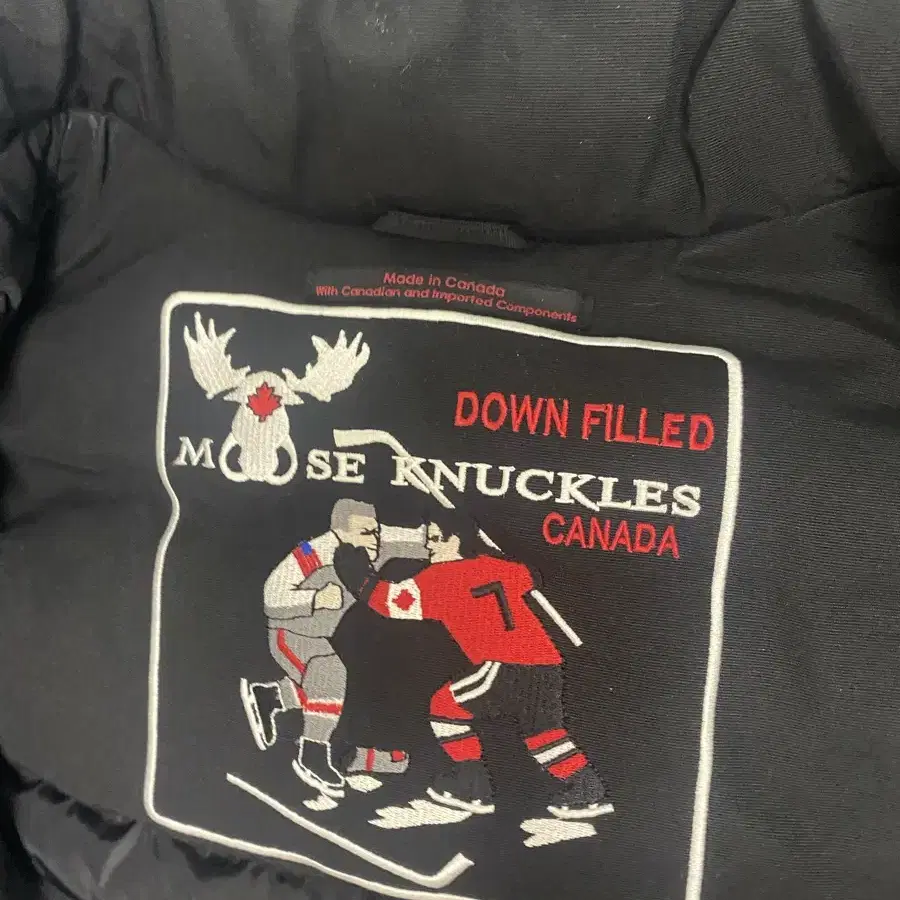 Made in Canada
With Canadian and Imported Components
DOWN FILLED
MOOSE KNUCKLES
CANADA
7